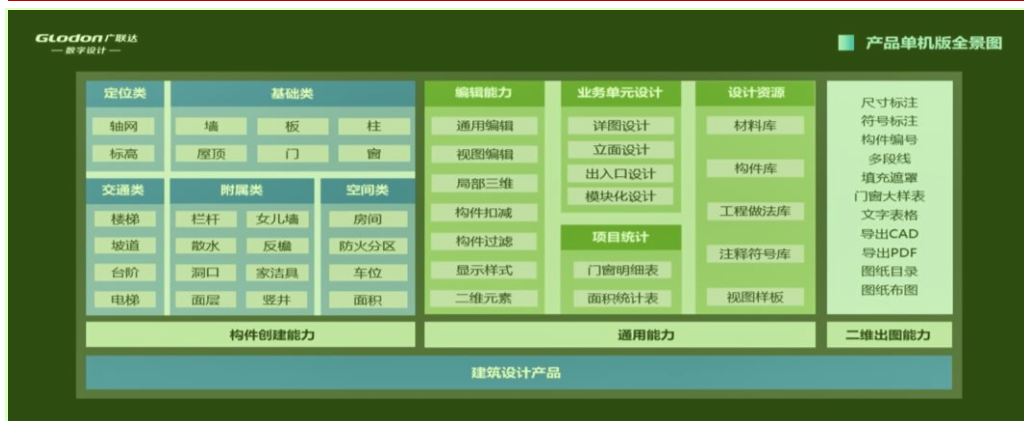 GLodon广联达
数字设计
产品单机版全景图
定位类
轴网
标高
基础类
墙 板 柱
屋顶 门 窗
交通类
楼梯
坡道
台阶
电梯
附属类
栏杆 女儿墙
散水 反檐
洞口 家洁具
面层 竖井
空间类
房间
防火分区
车位
面积
构件创建能力
编辑能力
通用编辑
视图编辑
局部三维
构件扣减
构件过滤
显示样式
二维元素
业务单元设计
详图设计
立面设计
出入口设计
模块化设计
项目统计
门窗明细表
面积统计表
设计资源
材料库
构件库
工程做法库
注释符号库
视图样板
通用能力
尺寸标注
符号标注
构件编号
多段线
填充遮罩
门窗大样表
文字表格
导出CAD
导出PDF
图纸目录
图纸布图
二维出图能力
建筑设计产品